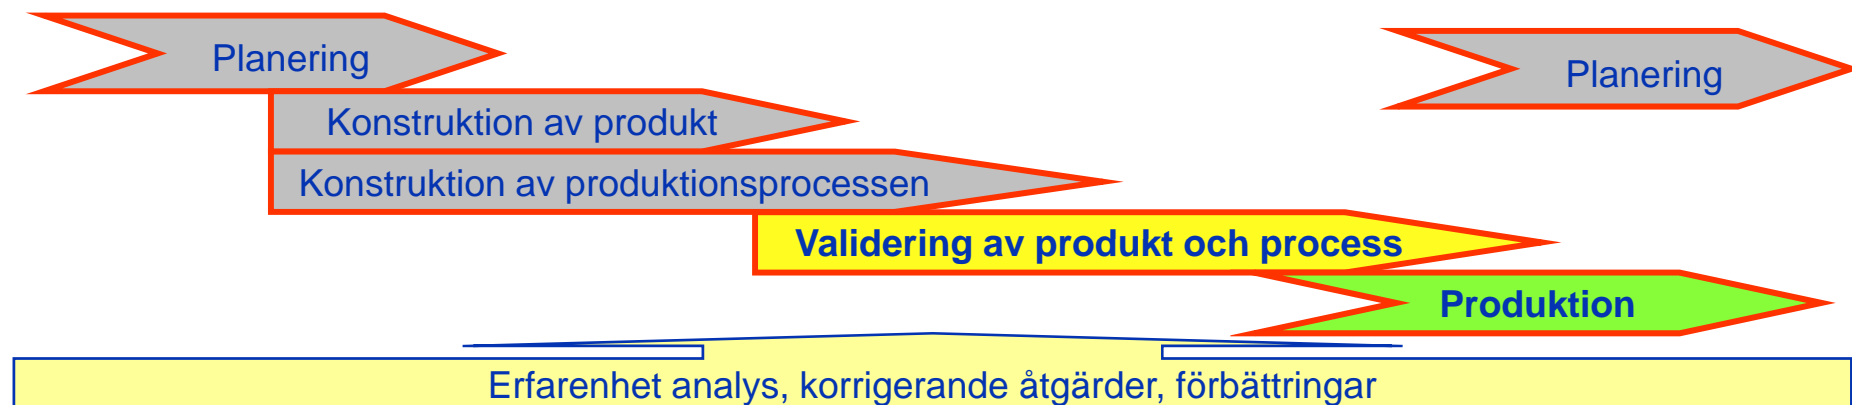 Planering
Planering
Konstruktion av produkt
Konstruktion av produktionsprocessen
Validering av produkt och process
Produktion
Erfarenhet analys, korrigerande åtgärder, förbättringar